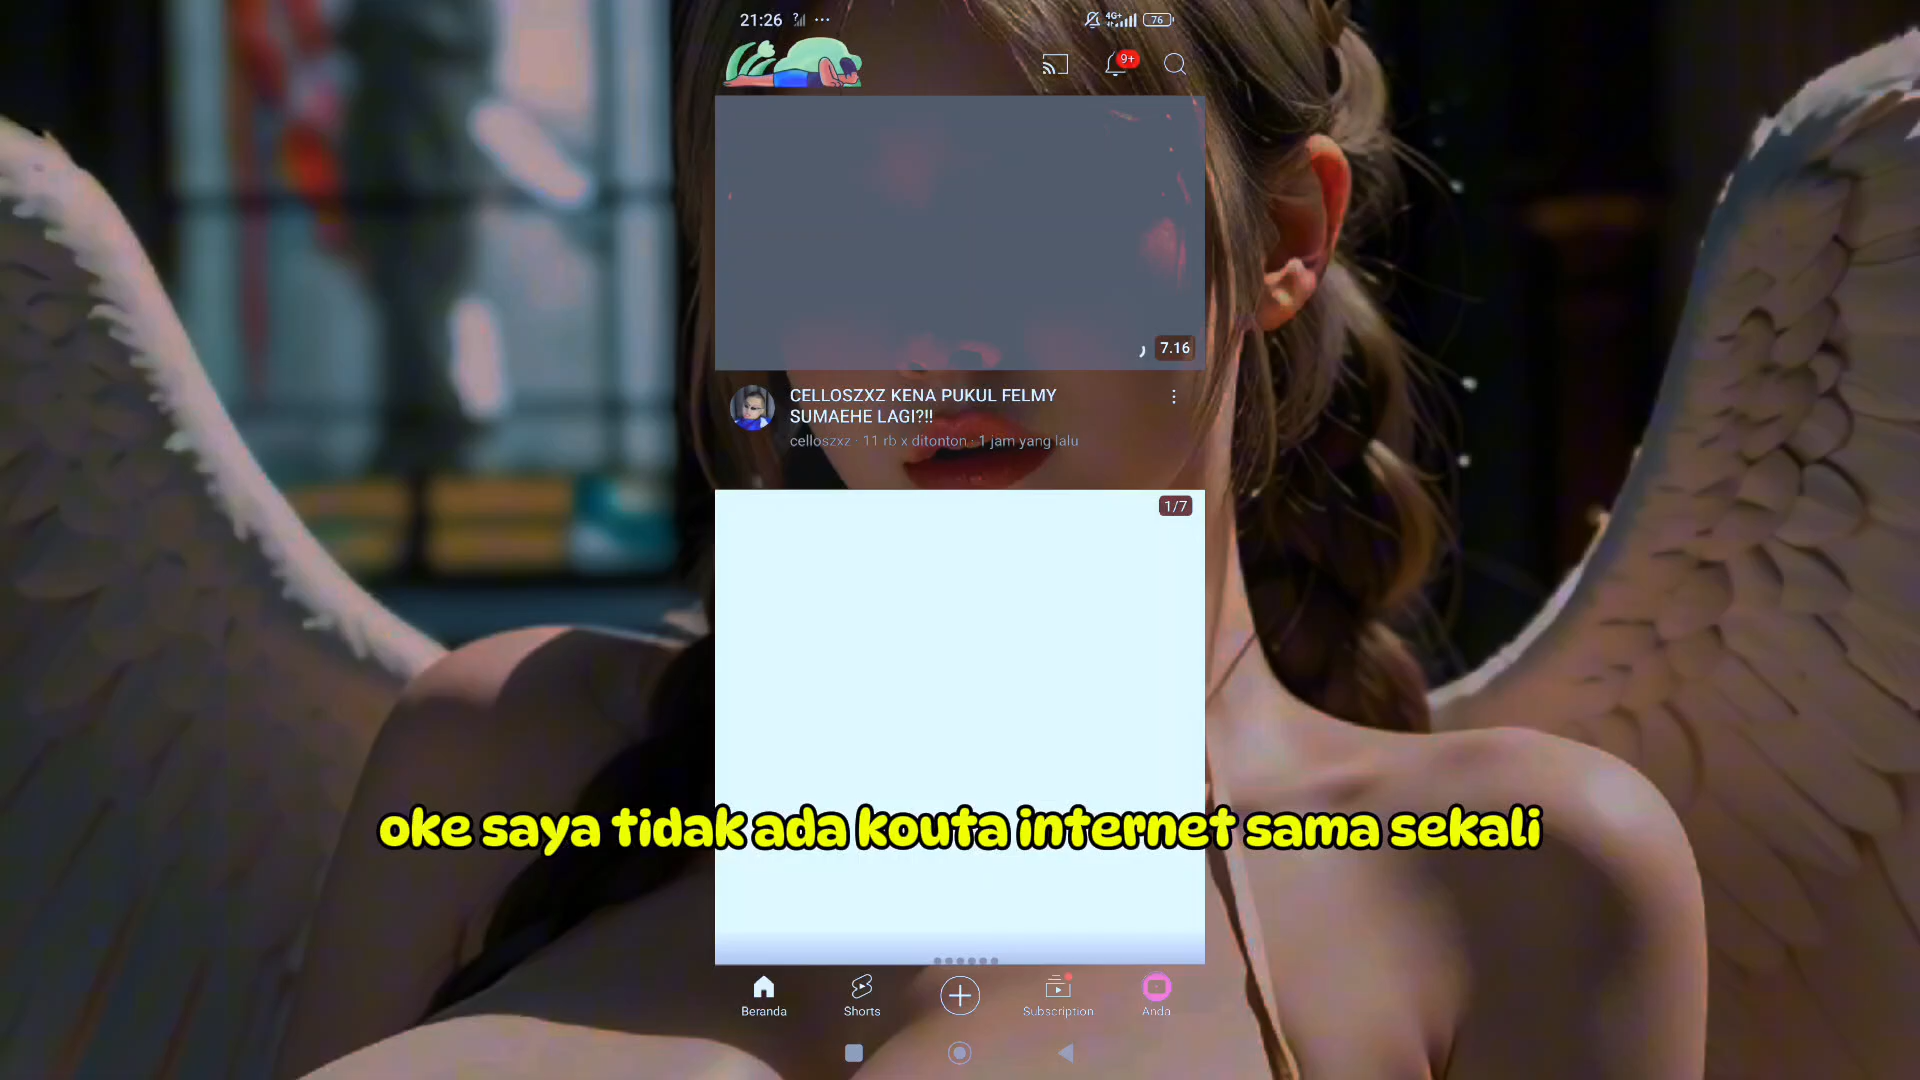 21:26
4G+
76
9+
7.16
CELLOSZXZ KENA PUKUL FELMY
SUMAEHE LAGI?!!
celloszxz · 11 rb x ditonton · 1 jam yang lalu
1/7
oke saya tidak ada kouta internet sama sekali
Beranda
Shorts
Subscription
Anda